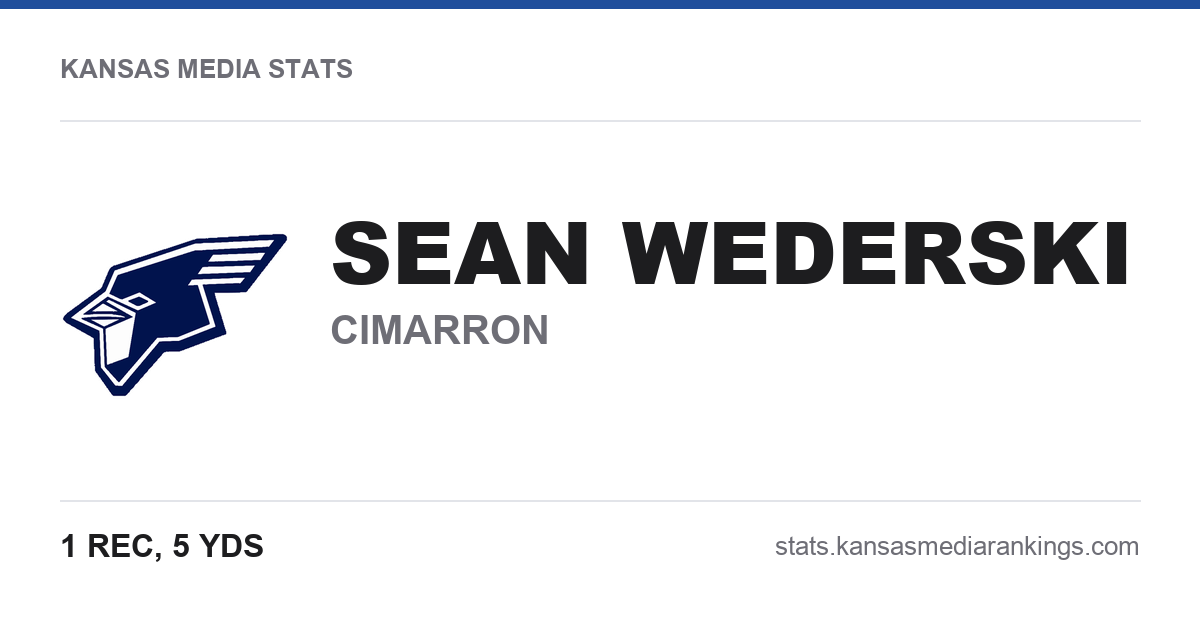 KANSAS MEDIA STATS
SEAN WEDERSKI
CIMARRON
1 REC, 5 YDS
stats.kansasmediarankings.com